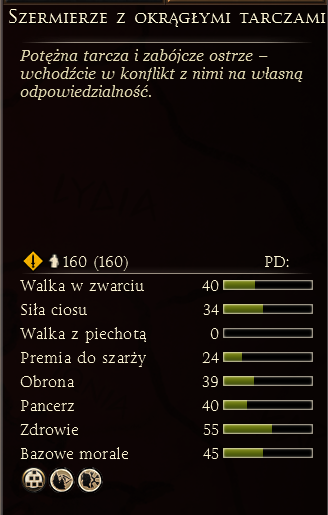 Szermierze z okrągłymi tarczami
Potężna tarcza i zabójcze ostrze –
wchodźcie w konflikt z nimi na własną
odpowiedzialność.
160 (160) PD:
Walka w zwarciu 40
Siła ciosu 34
Walka z piechotą 0
Premia do szarży 24
Obrona 39
Pancerz 40
Zdrowie 55
Bazowe morale 45